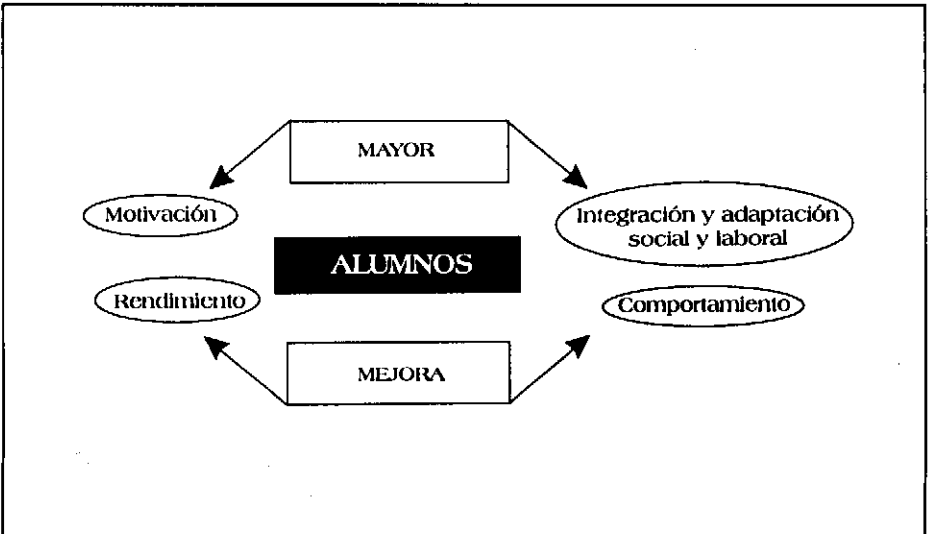 MAYOR
Motivación
Integración y adaptación
social y laboral
ALUMNOS
Rendimiento
Comportamiento
MEJORA